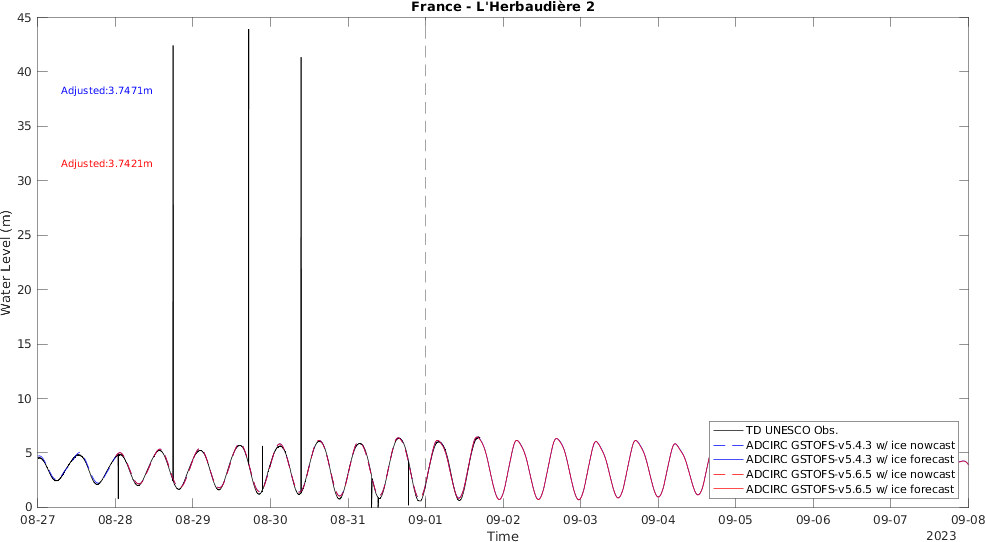 France - L'Herbaudière 2
45
40
35
30
25
20
15
10
5
0
Water Level (m)
Adjusted:3.7471m
Adjusted:3.7421m
TD UNESCO Obs.
ADCIRC GSTOFS-v5.4.3 w/ ice nowcast
ADCIRC GSTOFS-v5.4.3 w/ ice forecast
ADCIRC GSTOFS-v5.6.5 w/ ice nowcast
ADCIRC GSTOFS-v5.6.5 w/ ice forecast
08-27 08-28 08-29 08-30 08-31 09-01 09-02 09-03 09-04 09-05 09-06 09-07 09-08
Time
2023